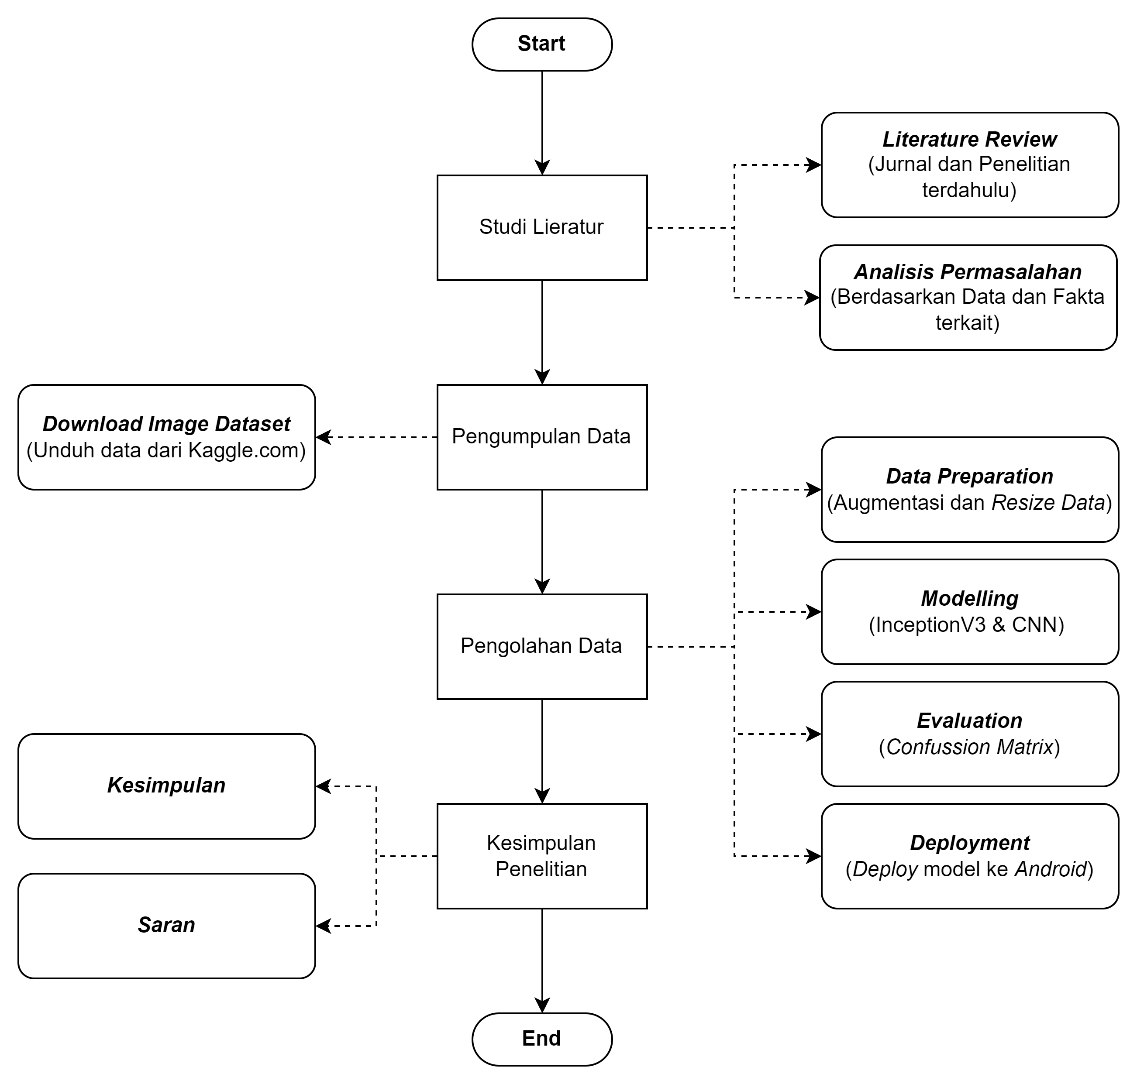 Start
Literature Review
(Jurnal dan Penelitian
terdahulu)
Studi Lieratur
Analisis Permasalahan
(Berdasarkan Data dan Fakta
terkait)
Download Image Dataset
(Unduh data dari Kaggle.com)
Pengumpulan Data
Data Preparation
(Augmentasi dan Resize Data)
Modelling
(InceptionV3 & CNN)
Pengolahan Data
Evaluation
(Confussion Matrix)
Kesimpulan
Kesimpulan
Penelitian
Deployment
(Deploy model ke Android)
Saran
End